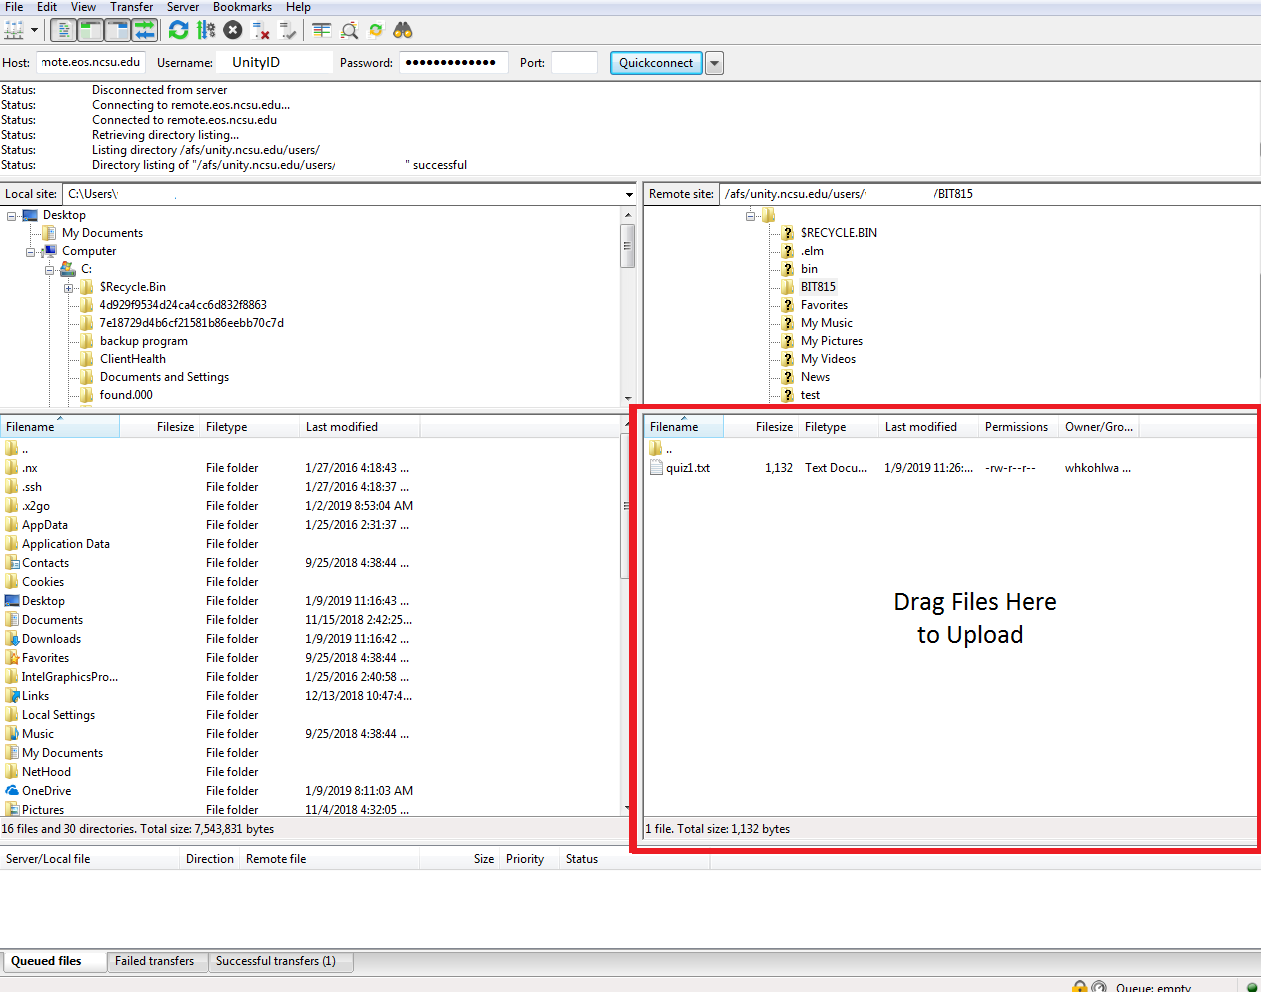 File Edit View Transfer Server Bookmarks Help
Host: mote.eos.ncsu.edu Username: UnityID Password: ●●●●●●●●●●●●● Port: Quickconnect
Status: Disconnected from server
Status: Connecting to remote.eos.ncsu.edu...
Status: Connected to remote.eos.ncsu.edu
Status: Retrieving directory listing...
Status: Listing directory /afs/unity.ncsu.edu/users/
Status: Directory listing of "/afs/unity.ncsu.edu/users/ " successful
Local site: C:\Users\
Desktop
My Documents
Computer
C:
$Recycle.Bin
4d929f9534d24ca4cc6d832f8863
7e18729d4b6cf21581b86eebb70c7d
backup program
ClientHealth
Documents and Settings
found.000
Remote site: /afs/unity.ncsu.edu/users/ /BIT815
$RECYCLE.BIN
.elm
bin
BIT815
Favorites
My Music
My Pictures
My Videos
News
test
Filename Filesize Filetype Last modified
..
.nx File folder 1/27/2016 4:18:43 ...
.ssh File folder 1/27/2016 4:18:37 ...
.x2go File folder 1/2/2019 8:53:04 AM
AppData File folder 1/25/2016 2:31:37 ...
Application Data File folder
Contacts File folder 9/25/2018 4:38:44 ...
Cookies File folder
Desktop File folder 1/9/2019 11:16:43 ...
Documents File folder 11/15/2018 2:42:25...
Downloads File folder 1/9/2019 11:16:42 ...
Favorites File folder 9/25/2018 4:38:44 ...
IntelGraphicsPro... File folder 1/25/2016 2:40:58 ...
Links File folder 12/13/2018 10:47:4...
Local Settings File folder
Music File folder 9/25/2018 4:38:44 ...
My Documents File folder
NetHood File folder
OneDrive File folder 1/9/2019 8:11:03 AM
Pictures File folder 11/4/2018 4:32:05 ...
16 files and 30 directories. Total size: 7,543,831 bytes
Filename Filesize Filetype Last modified Permissions Owner/Gro...
..
quiz1.txt 1,132 Text Docu... 1/9/2019 11:26:... -rw-r--r-- whkohlwa ...
Drag Files Here
to Upload
1 file. Total size: 1,132 bytes
Server/Local file Direction Remote file Size Priority Status
Queued files Failed transfers Successful transfers (1)
Queue: empty